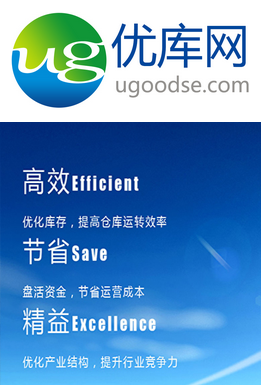 ug 优库网
ugoodse.com
高效Efficient
优化库存，提高仓库运转效率
节省Save
盘活资金，节省运营成本
精益Excellence
优化产业结构，提升行业竞争力